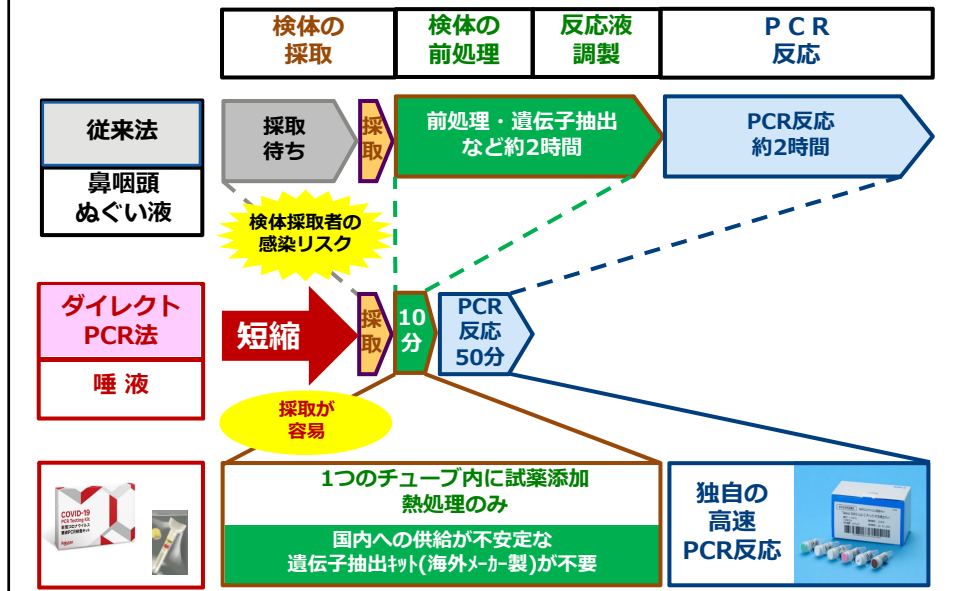 検体の
採取
検体の
前処理
反応液
調製
ＰＣＲ
反応
従来法
鼻咽頭
ぬぐい液
採取
待ち
採
取
前処理・遺伝子抽出
など約2時間
PCR反応
約2時間
検体採取者の
感染リスク
ダイレクト
PCR法
唾 液
短縮
採
取
10
分
PCR
反応
50分
採取が
容易
COVID-19
PCR Testing Kit
1つのチューブ内に試薬添加
熱処理のみ
国内への供給が不安定な
遺伝子抽出ｷｯﾄ(海外ﾒｰｶｰ製)が不要
独自の
高速
PCR反応